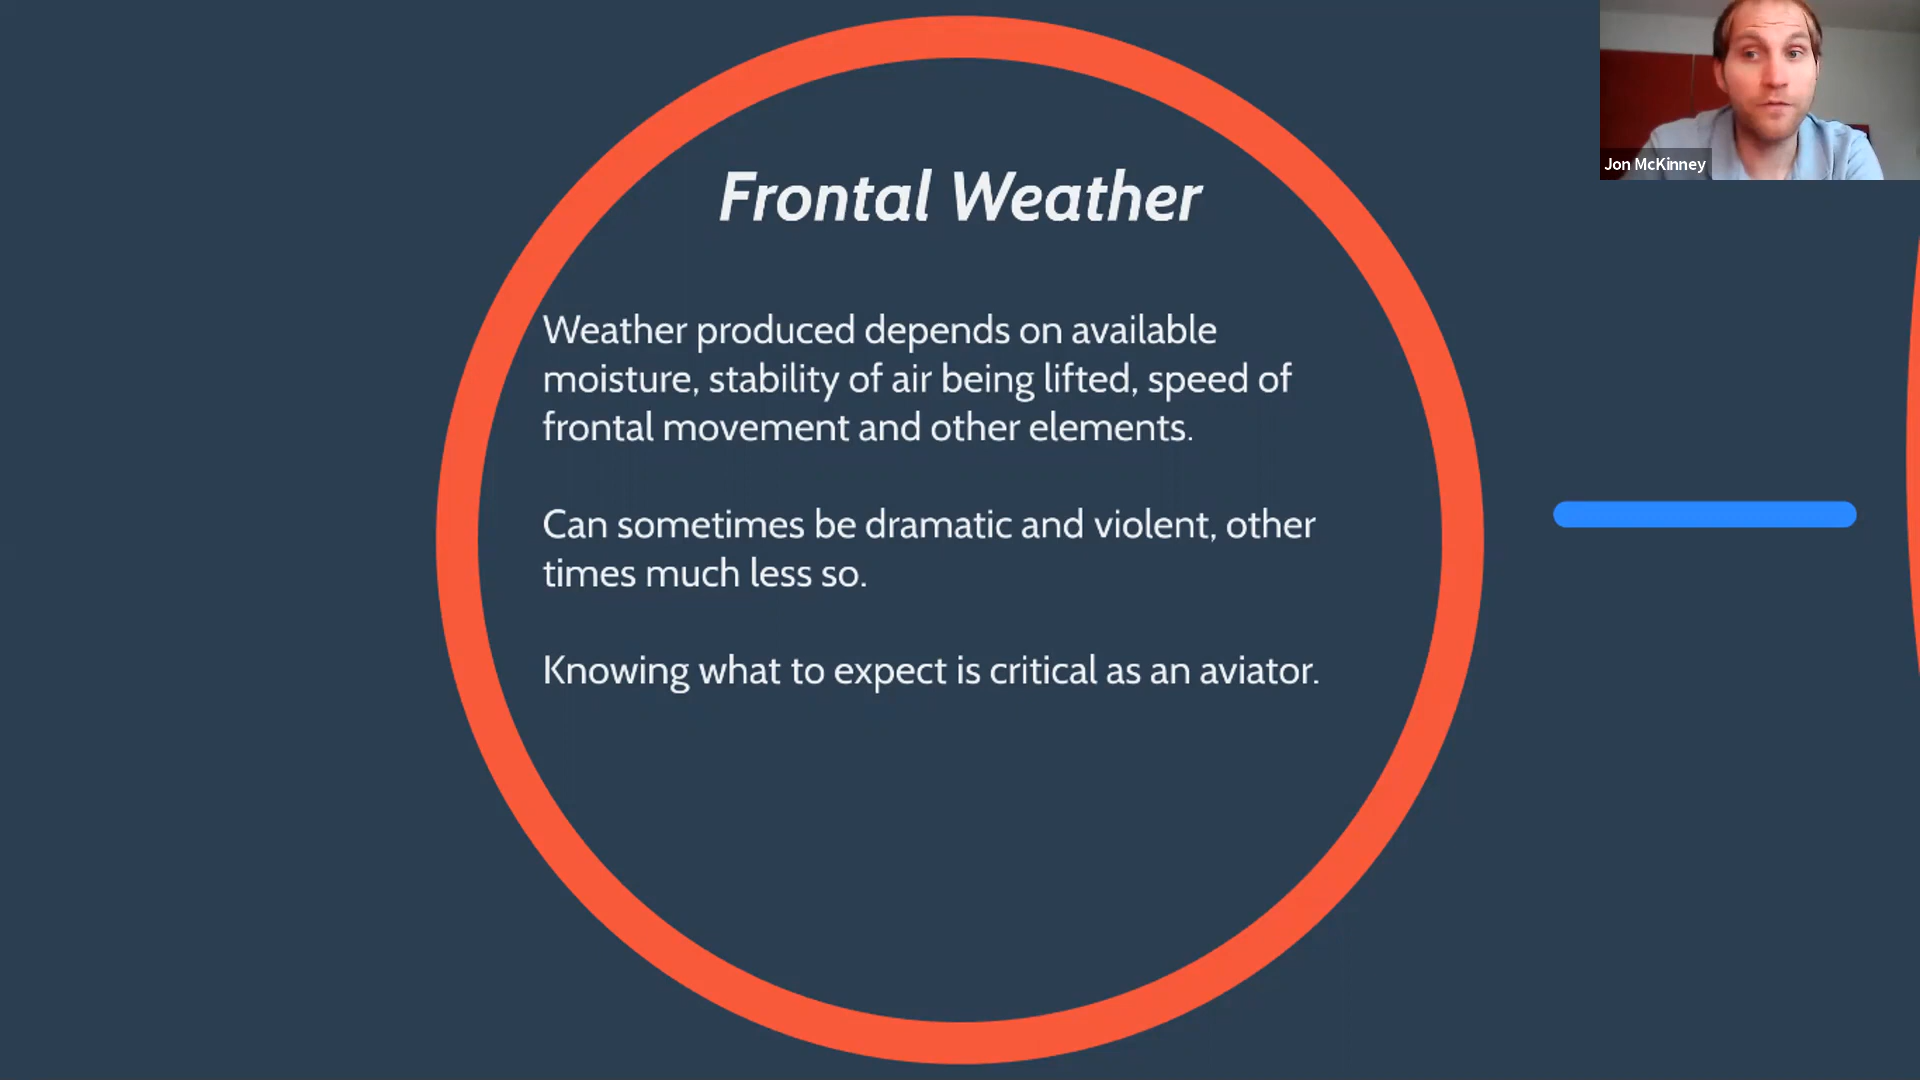 Frontal Weather
Weather produced depends on available
moisture, stability of air being lifted, speed of
frontal movement and other elements.
Can sometimes be dramatic and violent, other
times much less so.
Knowing what to expect is critical as an aviator.
Jon McKinney